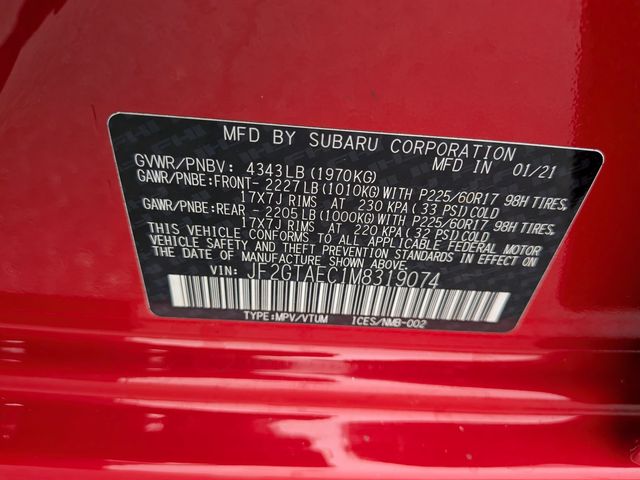 MFD BY SUBARU CORPORATION
GVWR/PNBV: 4343LB(1970KG) MFD IN 01/21
GAWR/PNBE:FRONT- 2227LB(1010KG)WITH P225/60R17 98H TIRES,
17X7J RIMS AT 230 KPA(33 PSI)COLD
GAWR/PNBE:REAR - 2205LB(1000KG)WITH P225/60R17 98H TIRES,
17X7J RIMS AT 220 KPA(32 PSI)COLD
THIS VEHICLE CONFORMS TO ALL APPLICABLE FEDERAL MOTOR
VEHICLE SAFETY AND THEFT PREVENTION STANDARDS IN EFFECT ON
THE DATE OF MANUFACTURE SHOWN ABOVE.
VIN: JF2GTAEC1M8319074
TYPE:MPV/VTUM ICES/NMB-002